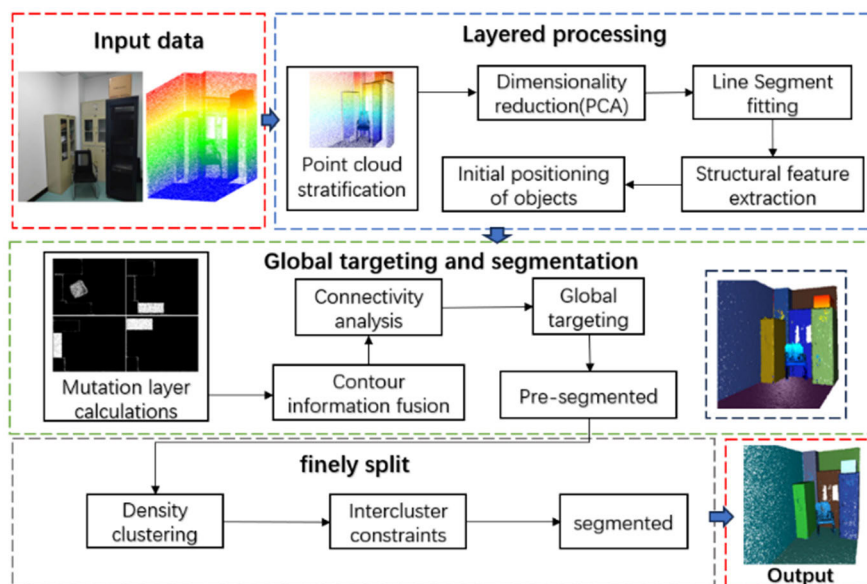 Input data
Layered processing
Point cloud
stratification
Dimensionality
reduction(PCA)
Line Segment
fitting
Structural feature
extraction
Initial positioning
of objects
Global targeting and segmentation
Mutation layer
calculations
Contour
information fusion
Connectivity
analysis
Global
targeting
Pre-segmented
finely split
Density
clustering
Intercluster
constraints
segmented
Output